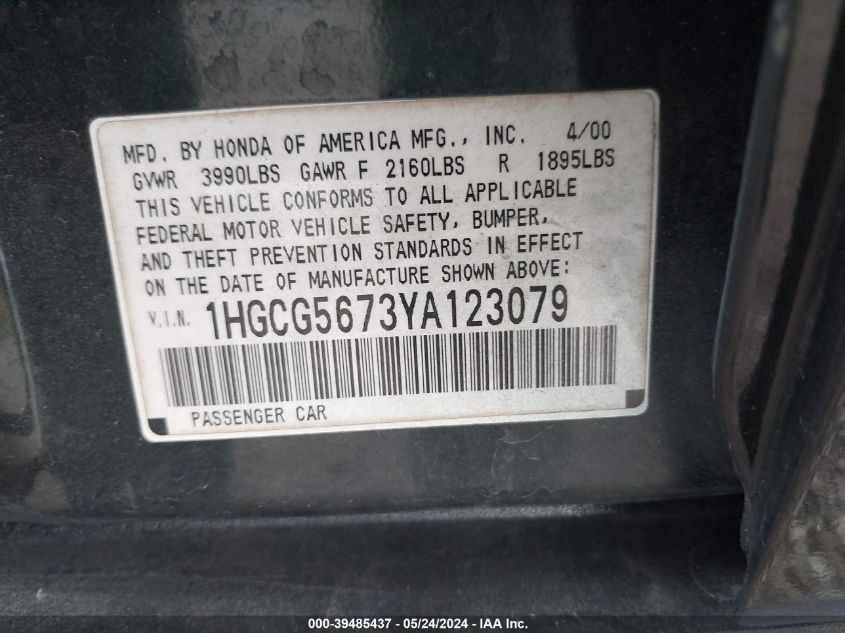 MFD. BY HONDA OF AMERICA MFG., INC. 4/00
GVWR 3990LBS GAWR F 2160LBS R 1895LBS
THIS VEHICLE CONFORMS TO ALL APPLICABLE
FEDERAL MOTOR VEHICLE SAFETY, BUMPER,
AND THEFT PREVENTION STANDARDS IN EFFECT
ON THE DATE OF MANUFACTURE SHOWN ABOVE:
V.I.N. 1HGCG5673YA123079
PASSENGER CAR
000-39485437 - 05/24/2024 - IAA Inc.